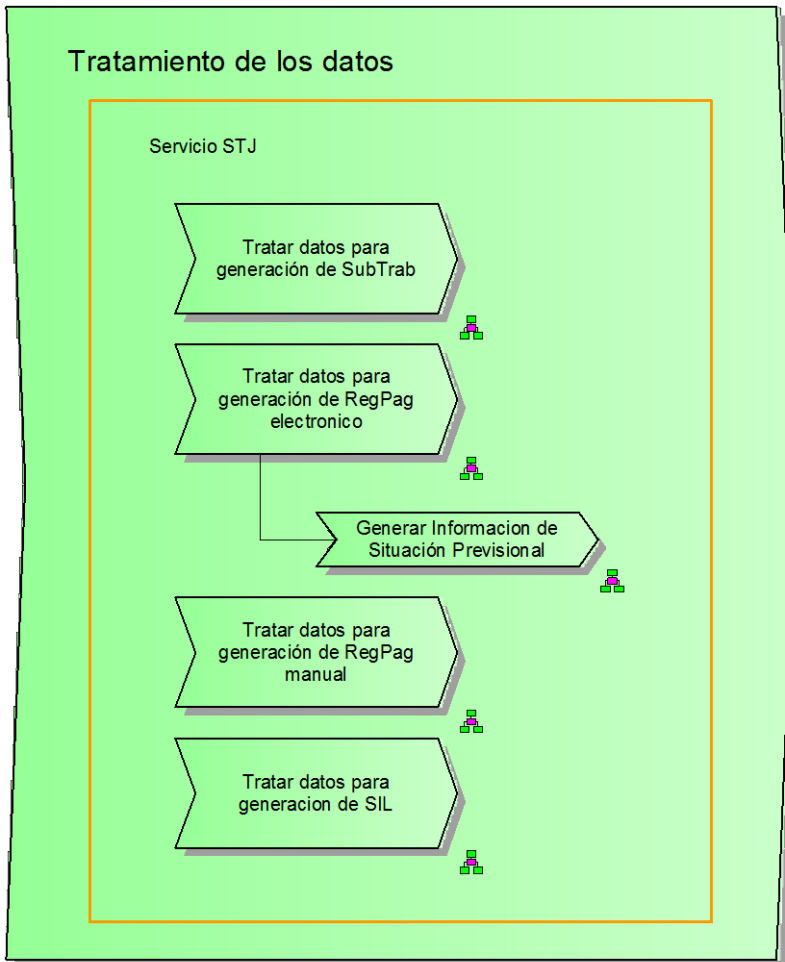 Tratamiento de los datos
Servicio STJ
Tratar datos para
generación de SubTrab
Tratar datos para
generación de RegPag
electronico
Generar Informacion de
Situación Previsional
Tratar datos para
generación de RegPag
manual
Tratar datos para
generacion de SIL